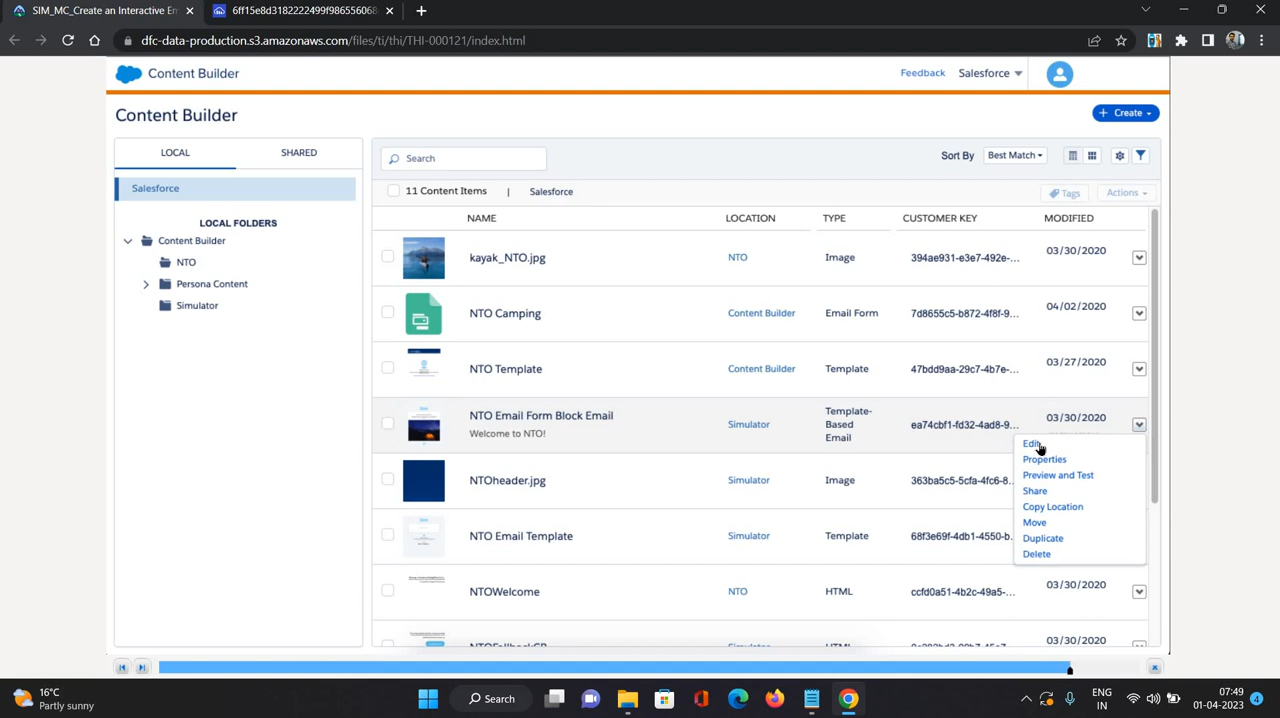 SIM_MC_Create an Interactive Em
6ff15e8d3182222499f986556068
dfc-data-production.s3.amazonaws.com/files/ti/thi/THI-000121/index.html
Content Builder
Feedback
Salesforce
Content Builder
+ Create
LOCAL
SHARED
Search
Sort By
Best Match
Salesforce
11 Content Items | Salesforce
Tags
Actions
LOCAL FOLDERS
Content Builder
NTO
Persona Content
Simulator
NAME LOCATION TYPE CUSTOMER KEY MODIFIED
kayak_NTO.jpg NTO Image 394ae931-e3e7-492e-... 03/30/2020
NTO Camping Content Builder Email Form 7d8655c5-b872-4f8f-9... 04/02/2020
NTO Template Content Builder Template 47bdd9aa-29c7-4b7e-... 03/27/2020
NTO Email Form Block Email Simulator Template-Based Email ea74cbf1-fd32-4ad8-9... 03/30/2020
Welcome to NTO!
Edit
Properties
Preview and Test
Share
Copy Location
Move
Duplicate
Delete
NTOheader.jpg Simulator Image 363ba5c5-5cfa-4fc6-8...
NTO Email Template Simulator Template 68f3e69f-4db1-4550-b...
NTOWelcome NTO HTML ccfd0a51-4b2c-49a5-... 03/30/2020
03/30/2020
16°C
Partly sunny
Search
ENG
IN
07:49
01-04-2023
4